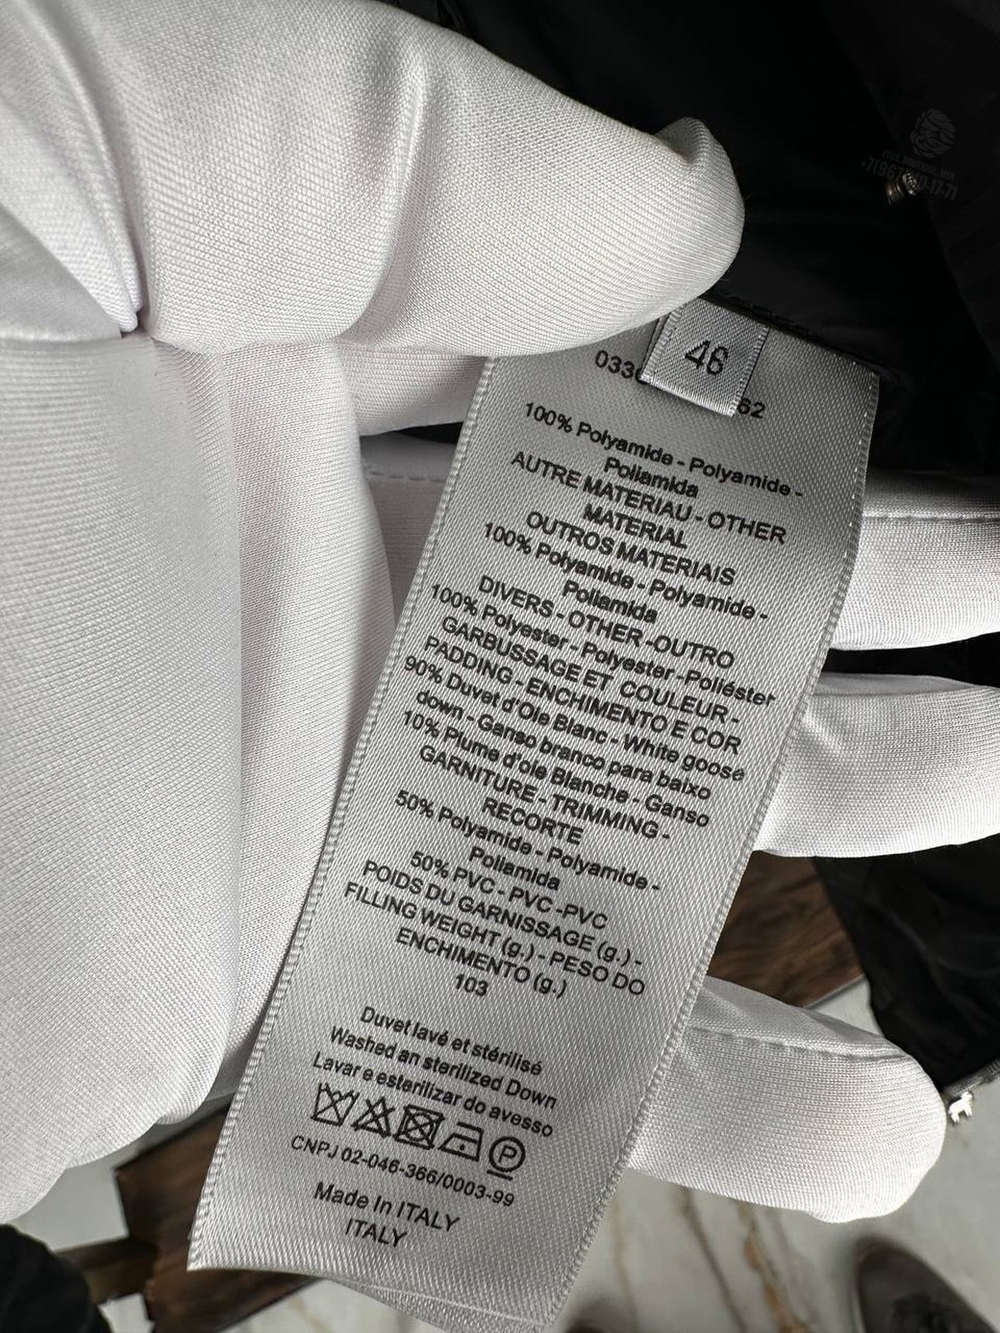 46
033
62
100% Polyamide - Polyamide -
Poliamida
AUTRE MATERIAU - OTHER
MATERIAL
OUTROS MATERIAIS
100% Polyamide - Polyamide -
Poliamida
DIVERS - OTHER -OUTRO
100% Polyester - Polyester -Poliéster
GARBUSSAGE ET COULEUR -
PADDING - ENCHIMENTO E COR
90% Duvet d'Oie Blanc - White goose
down - Ganso branco para baixo
10% Plume d'oie Blanche - Ganso
GARNITURE - TRIMMING -
RECORTE
50% Polyamide - Polyamide -
Poliamida
50% PVC - PVC -PVC
POIDS DU GARNISSAGE (g.) -
FILLING WEIGHT (g.) - PESO DO
ENCHIMENTO (g.)
103
Duvet lavé et stérilisé
Washed an sterilized Down
Lavar e esterilizar do avesso
P
CNPJ 02-046-366/0003-99
Made In ITALY
ITALY